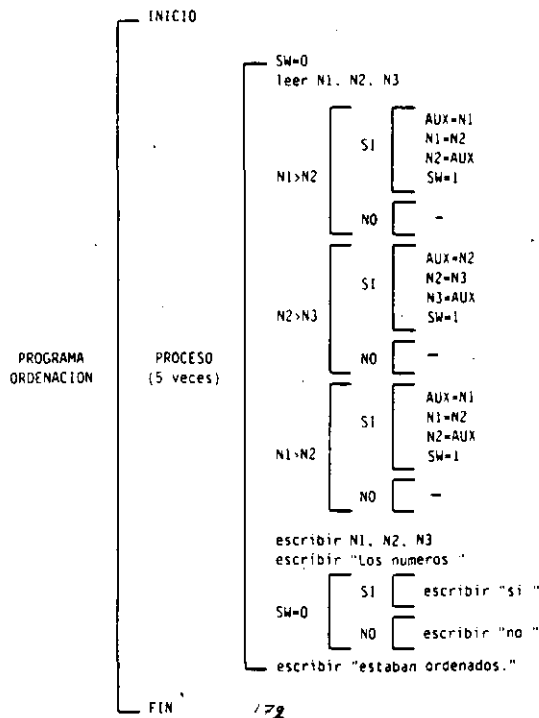 INICIO
SW=0
leer N1, N2, N3
AUX=N1
SI
N1=N2
N2=AUX
SW=1
N1>N2
NO
-
AUX=N2
SI
N2=N3
N3=AUX
SW=1
N2>N3
NO
-
PROGRAMA
ORDENACION
PROCESO
(5 veces)
AUX=N1
SI
N1=N2
N2=AUX
SW=1
N1>N2
NO
-
escribir N1, N2, N3
escribir "Los numeros "
SI
escribir "si "
SW=0
NO
escribir "no "
escribir "estaban ordenados."
FIN